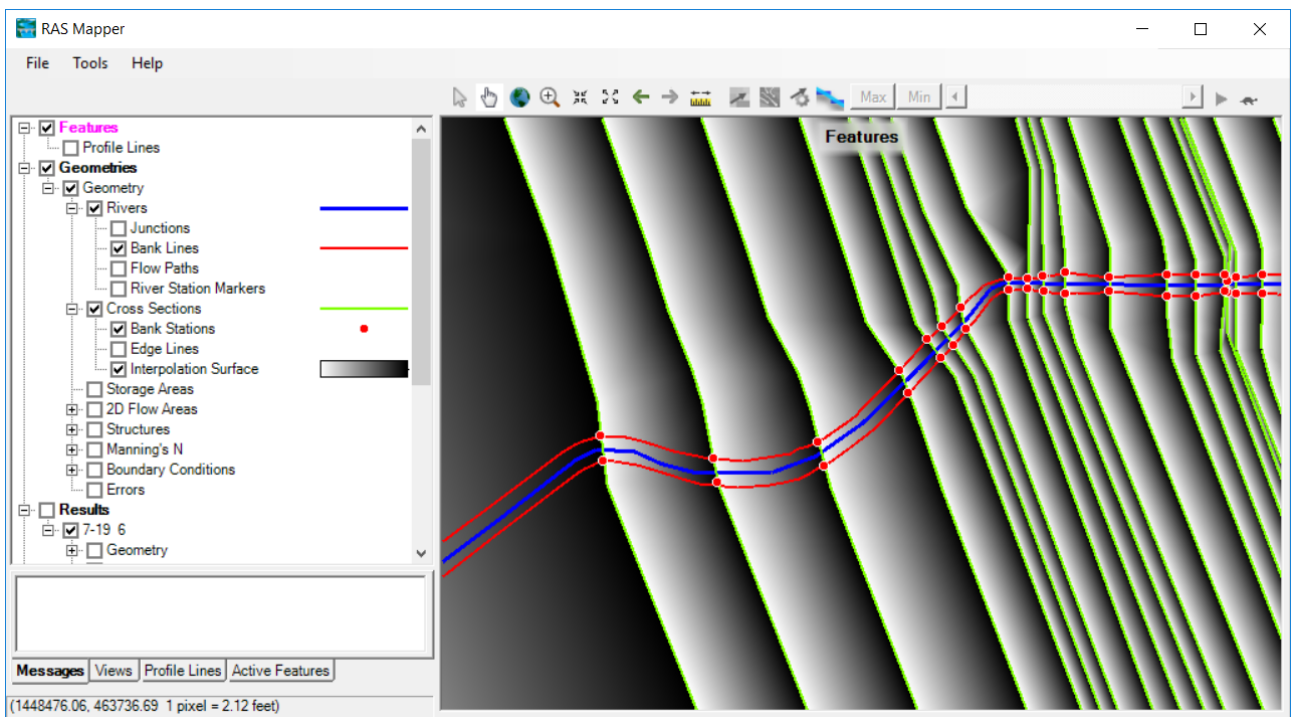 RAS Mapper
File Tools Help
Max Min
Features
Profile Lines
Geometries
Geometry
Rivers
Junctions
Bank Lines
Flow Paths
River Station Markers
Cross Sections
Bank Stations
Edge Lines
Interpolation Surface
Storage Areas
2D Flow Areas
Structures
Manning's N
Boundary Conditions
Errors
Results
7-19 6
Geometry
Features
Messages Views Profile Lines Active Features
(1448476.06, 463736.69 1 pixel = 2.12 feet)